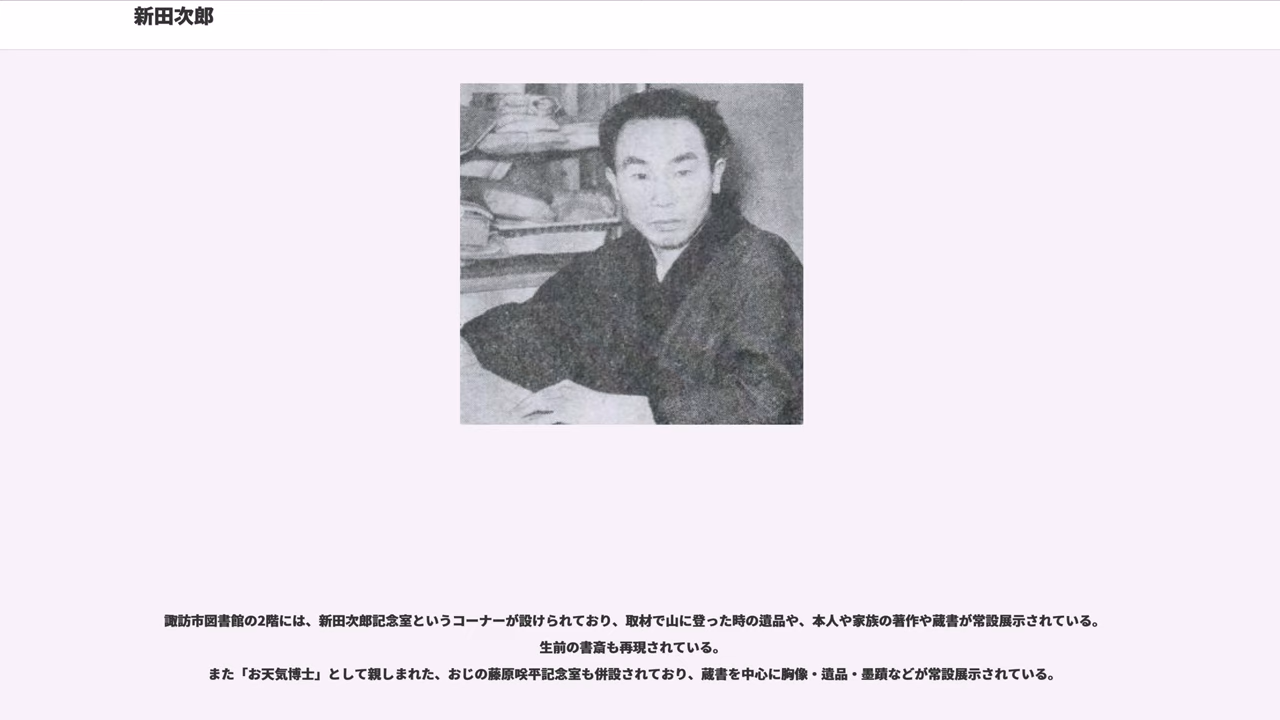 新田次郎
諏訪市図書館の2階には、新田次郎記念室というコーナーが設けられており、取材で山に登った時の遺品や、本人や家族の著作や蔵書が常設展示されている。
生前の書斎も再現されている。
また「お天気博士」として親しまれた、おじの藤原咲平記念室も併設されており、蔵書を中心に胸像・遺品・墨蹟などが常設展示されている。